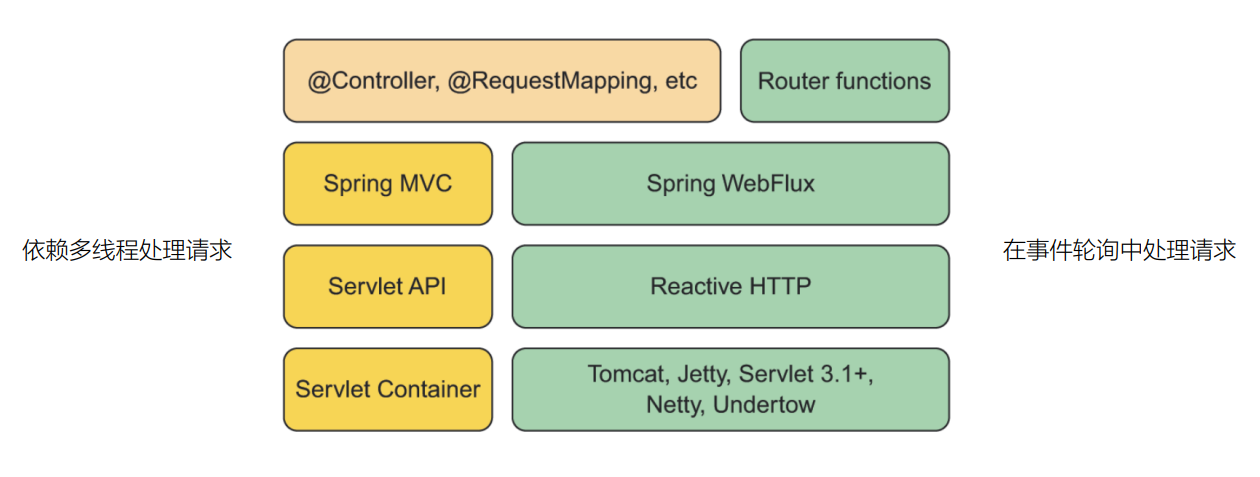 @Controller, @RequestMapping, etc
Router functions
Spring MVC
Spring WebFlux
依赖多线程处理请求
在事件轮询中处理请求
Servlet API
Reactive HTTP
Servlet Container
Tomcat, Jetty, Servlet 3.1+,
Netty, Undertow